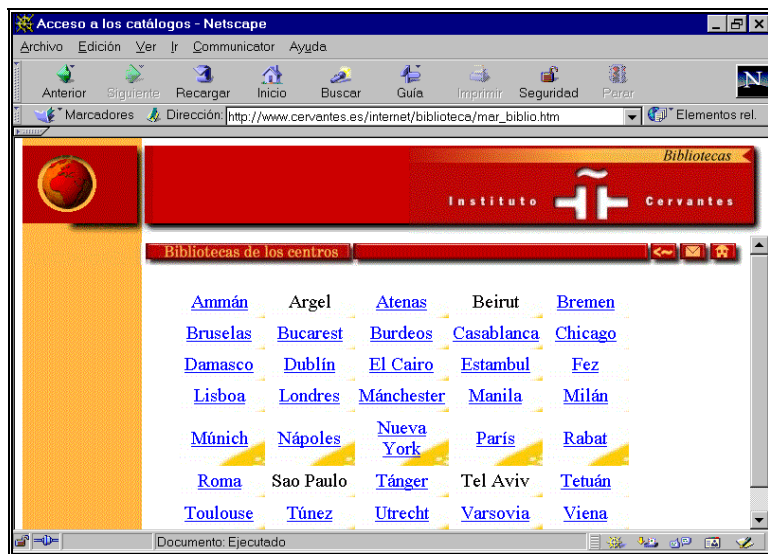 Acceso a los catálogos - Netscape
Archivo Edición Ver Ir Communicator Ayuda
Anterior Siguiente Recargar Inicio Buscar Guía Imprimir Seguridad Parar
N
Marcadores Dirección: http://www.cervantes.es/internet/biblioteca/mar_biblio.htm Elementos rel.
Bibliotecas
Instituto Cervantes
Bibliotecas de los centros
Ammán Argel Atenas Beirut Bremen
Bruselas Bucarest Burdeos Casablanca Chicago
Damasco Dublín El Cairo Estambul Fez
Lisboa Londres Mánchester Manila Milán
Múnich Nápoles Nueva York París Rabat
Roma Sao Paulo Tánger Tel Aviv Tetuán
Toulouse Túnez Utrecht Varsovia Viena
Documento: Ejecutado